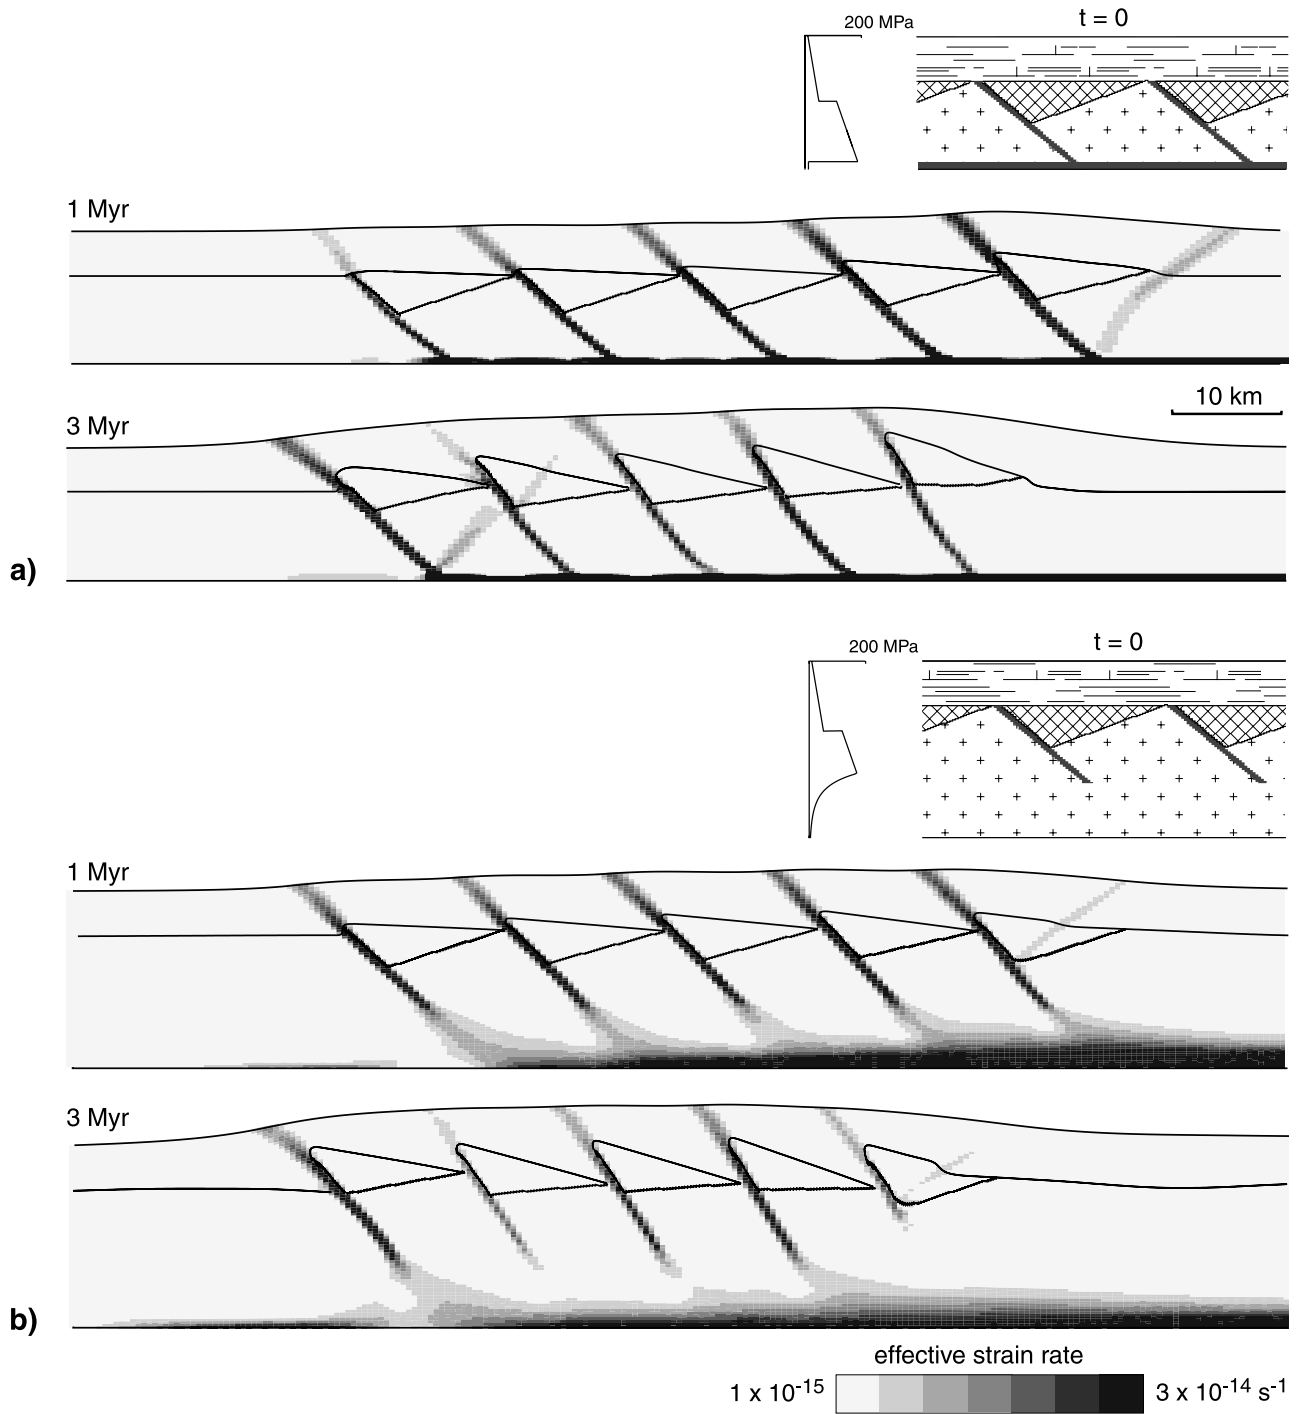 200 MPa
t = 0
1 Myr
10 km
3 Myr
a)
200 MPa
t = 0
1 Myr
3 Myr
b)
effective strain rate
1 x 10-15
3 x 10-14 s-1